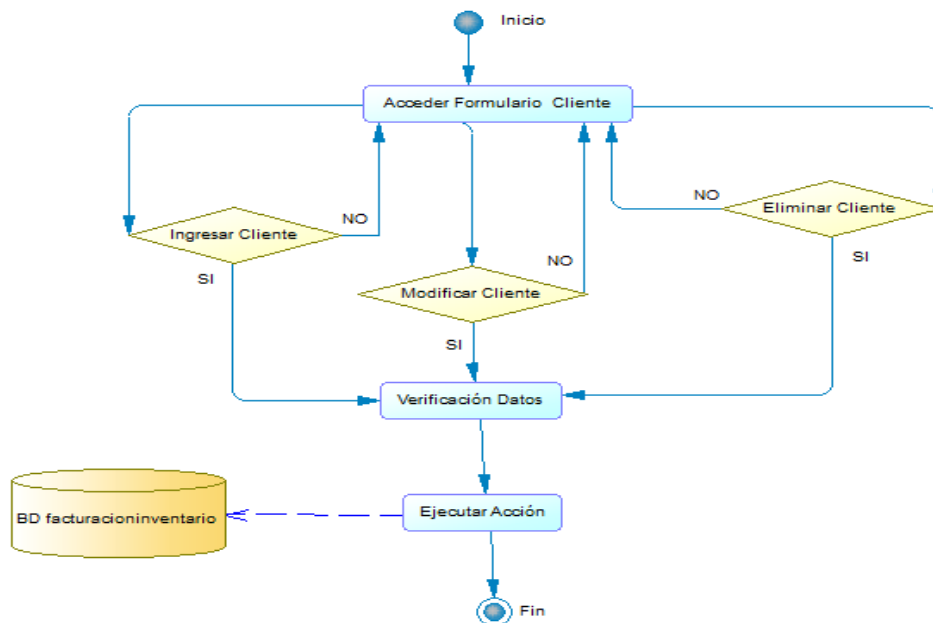 Inicio
Acceder Formulario Cliente
NO
Eliminar Cliente
NO
Ingresar Cliente
SI
NO
SI
Modificar Cliente
SI
Verificación Datos
BD facturacioninventario
Ejecutar Acción
Fin